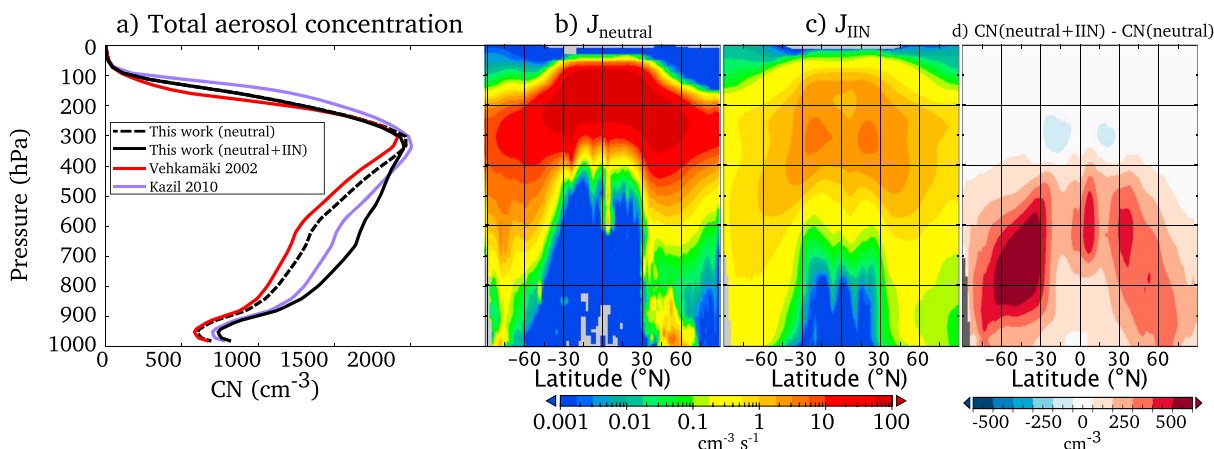 a) Total aerosol concentration
b) J_neutral
c) J_IIN
d) CN(neutral+IIN) - CN(neutral)
0
100
200
300
400
500
600
700
800
900
1000
Pressure (hPa)
This work (neutral)
This work (neutral+IIN)
Vehkamäki 2002
Kazil 2010
0 500 1000 1500 2000
CN (cm⁻³)
−60 −30 0 30 60
Latitude (°N)
−60 −30 0 30 60
Latitude (°N)
−30 0 30 60
Latitude (°N)
0.001 0.01 0.1 1 10 100
cm⁻³ s⁻¹
-500 -250 0 250 500
cm⁻³